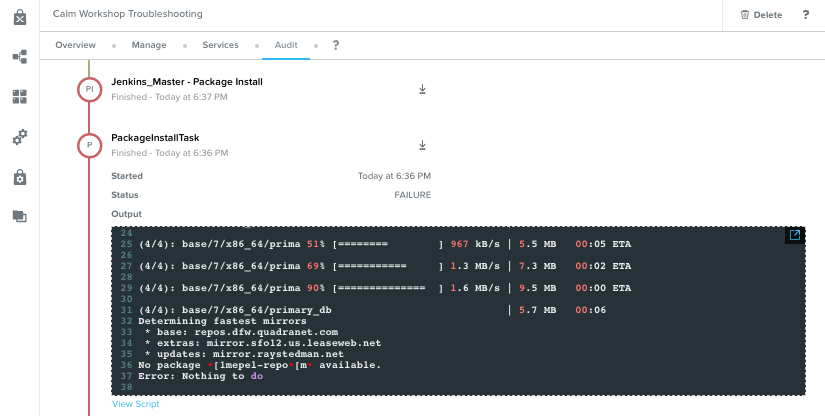 Calm Workshop Troubleshooting
Delete
?
Overview
Manage
Services
Audit
?
PI
Jenkins_Master - Package Install
Finished - Today at 6:37 PM
P
PackageInstallTask
Finished - Today at 6:36 PM
Started Today at 6:36 PM
Status FAILURE
Output
24
25 (4/4): base/7/x86_64/prima 51% [======== ] 967 kB/s | 5.5 MB 00:05 ETA
26
27 (4/4): base/7/x86_64/prima 69% [=========== ] 1.3 MB/s | 7.3 MB 00:02 ETA
28
29 (4/4): base/7/x86_64/prima 90% [============== ] 1.6 MB/s | 9.5 MB 00:00 ETA
30
31 (4/4): base/7/x86_64/primary_db | 5.7 MB 00:06
32 Determining fastest mirrors
33 * base: repos.dfw.quadranet.com
34 * extras: mirror.sfo12.us.leaseweb.net
35 * updates: mirror.raystedman.net
36 No package •[1mepel-repo•[m• available.
37 Error: Nothing to do
38
View Script